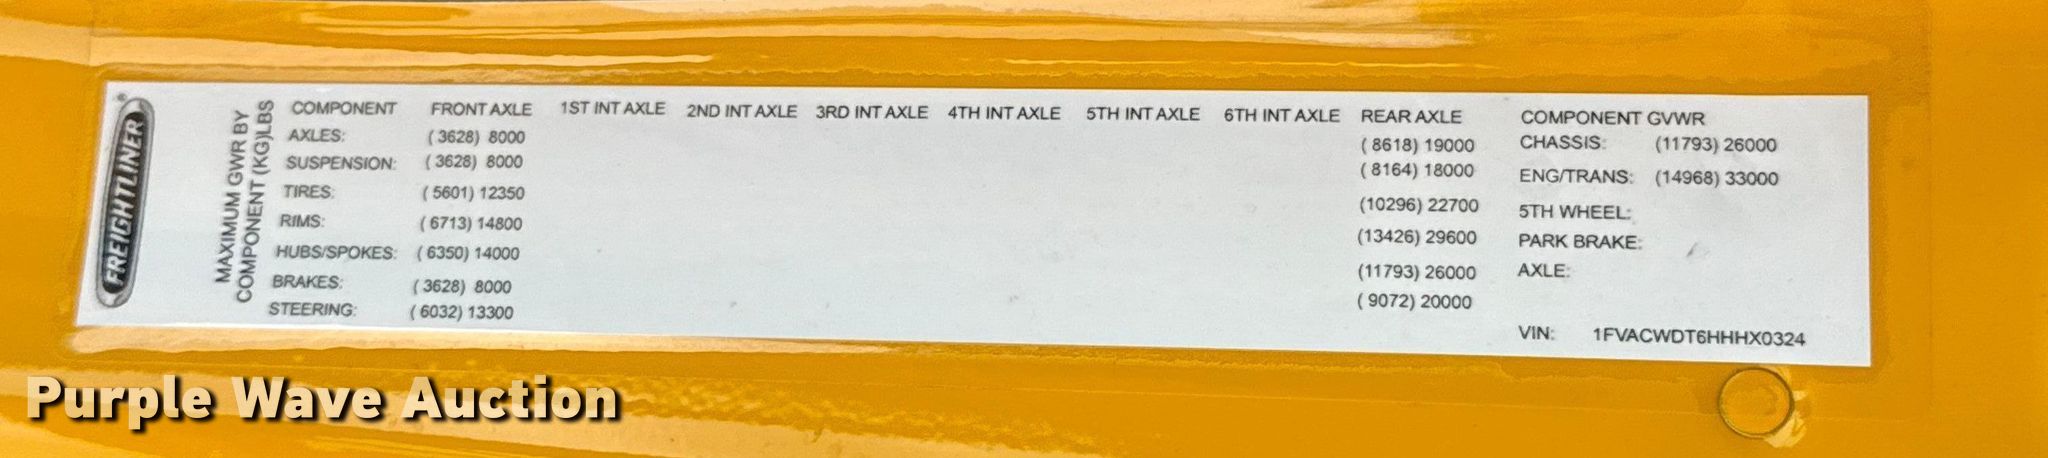 FREIGHTLINER
MAXIMUM GWR BY
COMPONENT (KG)LBS
COMPONENT FRONT AXLE 1ST INT AXLE 2ND INT AXLE 3RD INT AXLE 4TH INT AXLE 5TH INT AXLE 6TH INT AXLE REAR AXLE COMPONENT GVWR
AXLES: ( 3628) 8000 ( 8618) 19000 CHASSIS: (11793) 26000
SUSPENSION: ( 3628) 8000 ( 8164) 18000 ENG/TRANS: (14968) 33000
TIRES: ( 5601) 12350 (10296) 22700 5TH WHEEL:
RIMS: ( 6713) 14800 (13426) 29600 PARK BRAKE:
HUBS/SPOKES: ( 6350) 14000 (11793) 26000 AXLE:
BRAKES: ( 3628) 8000 ( 9072) 20000
STEERING: ( 6032) 13300
VIN: 1FVACWDT6HHHX0324
Purple Wave Auction